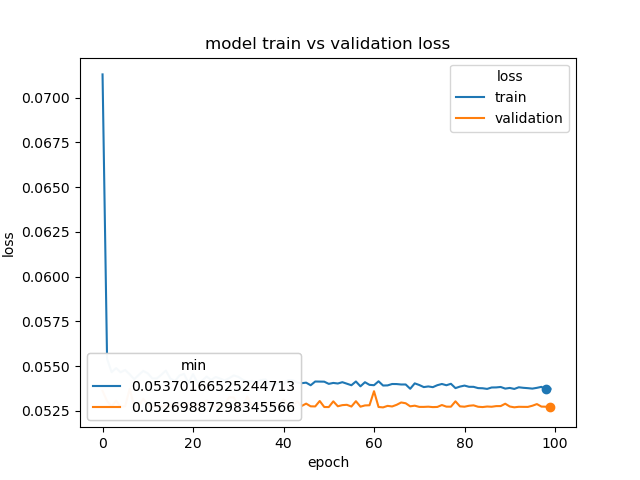 model train vs validation loss
loss
train
validation
0.0700
0.0675
0.0650
0.0625
0.0600
0.0575
0.0550
0.0525
loss
min
0.05370166525244713
0.05269887298345566
0
20
40
60
80
100
epoch